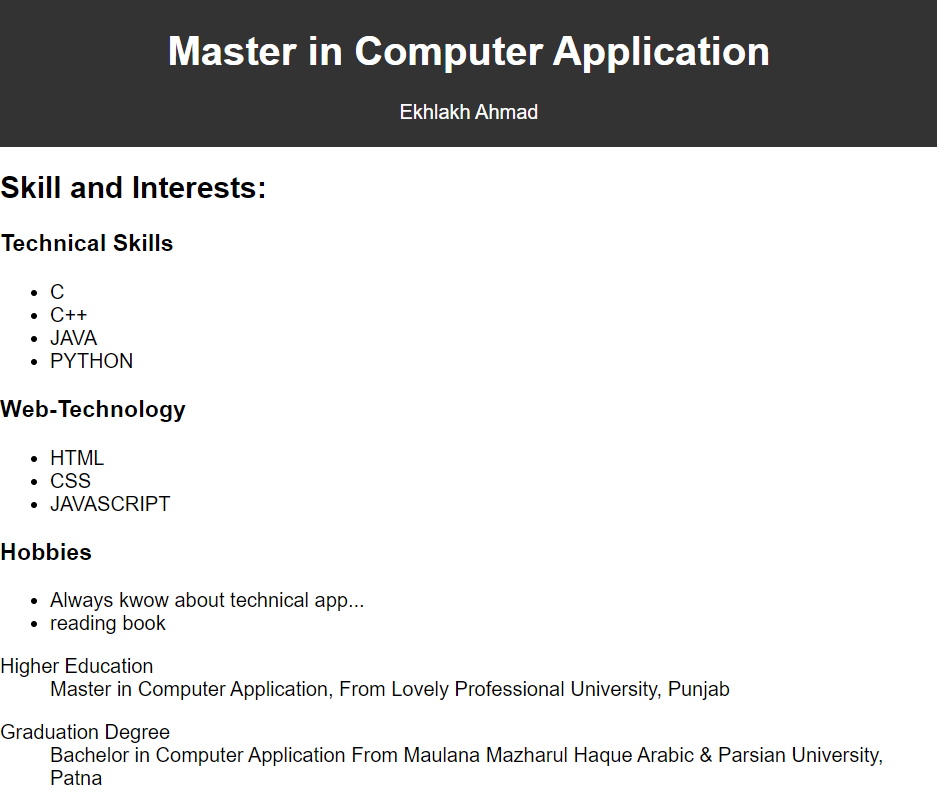 Master in Computer Application
Ekhlakh Ahmad
Skill and Interests:
Technical Skills
• C
• C++
• JAVA
• PYTHON
Web-Technology
• HTML
• CSS
• JAVASCRIPT
Hobbies
• Always kwow about technical app...
• reading book
Higher Education
Master in Computer Application, From Lovely Professional University, Punjab
Graduation Degree
Bachelor in Computer Application From Maulana Mazharul Haque Arabic & Parsian University,
Patna